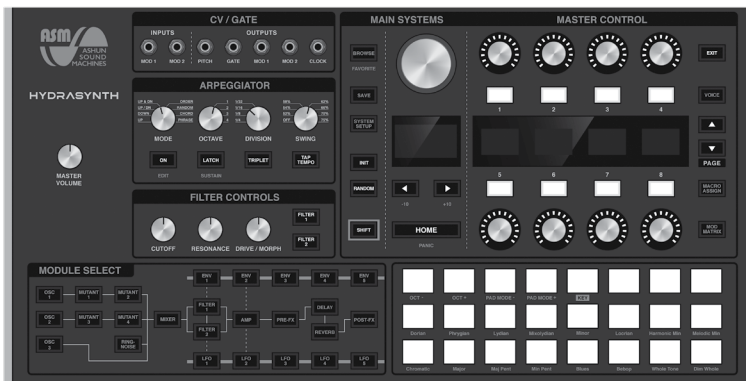 ASM
ASHUN
SOUND
MACHINES
HYDRASYNTH
MASTER
VOLUME
CV / GATE
INPUTS
OUTPUTS
MOD 1
MOD 2
PITCH
GATE
MOD 1
MOD 2
CLOCK
ARPEGGIATOR
MODE
OCTAVE
DIVISION
SWING
ON
LATCH
TRIPLET
TAP
TEMPO
EDIT
SUSTAIN
FILTER CONTROLS
CUTOFF
RESONANCE
DRIVE / MORPH
FILTER
1
FILTER
2
MAIN SYSTEMS
BROWSE
FAVORITE
SAVE
SYSTEM
SETUP
INIT
RANDOM
SHIFT
-10
+10
HOME
PANIC
MASTER CONTROL
1
2
3
4
5
6
7
8
EXIT
VOICE
PAGE
MACRO
ASSIGN
MOD
MATRIX
MODULE SELECT
OSC
1
MUTANT
1
MUTANT
2
OSC
2
MUTANT
3
MUTANT
4
OSC
RING-
NOISE
MIXER
ENV
1
ENV
2
ENV
3
ENV
4
ENV
5
FILTER
1
FILTER
2
AMP
PRE-FX
DELAY
REVERB
POST-FX
LFO
1
LFO
2
LFO
3
LFO
4
LFO
5
OCT -
OCT +
PAD MODE -
PAD MODE +
KEY
Dorian
Phrygian
Lydian
Mixolydian
Minor
Locrian
Harmonic Min
Melodic Min
Chromatic
Major
Maj Pent
Min Pent
Blues
Bebop
Whole Tone
Dim Whole